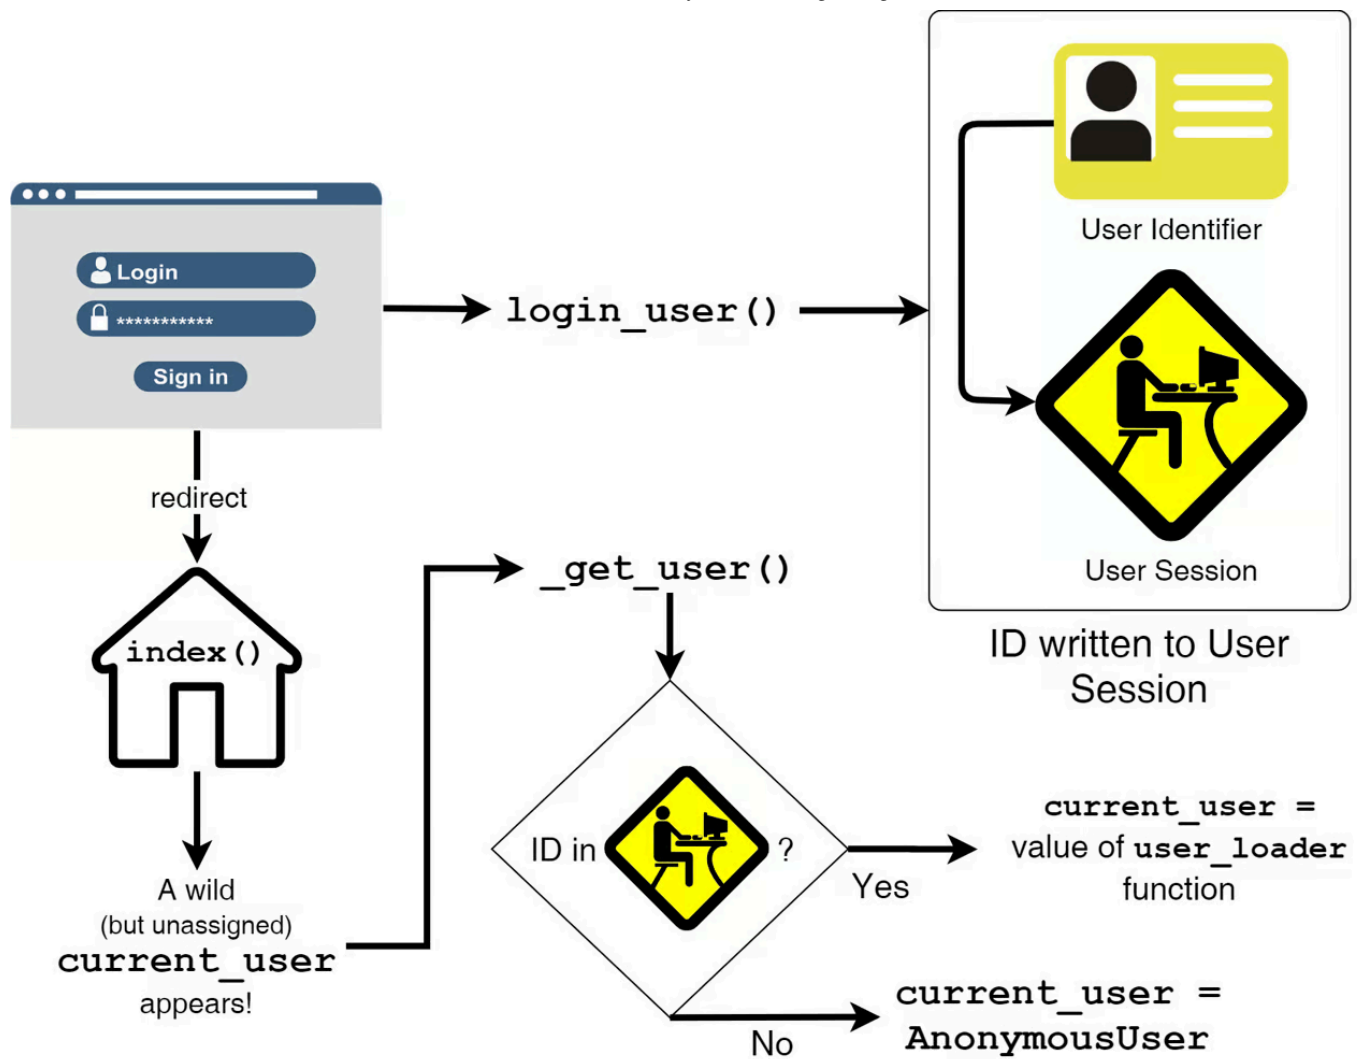 Login
***********
Sign in
login_user()
User Identifier
User Session
ID written to User
Session
redirect
index()
A wild
(but unassigned)
current_user
appears!
_get_user()
ID in
?
Yes
current_user =
value of user_loader
function
No
current_user =
AnonymousUser